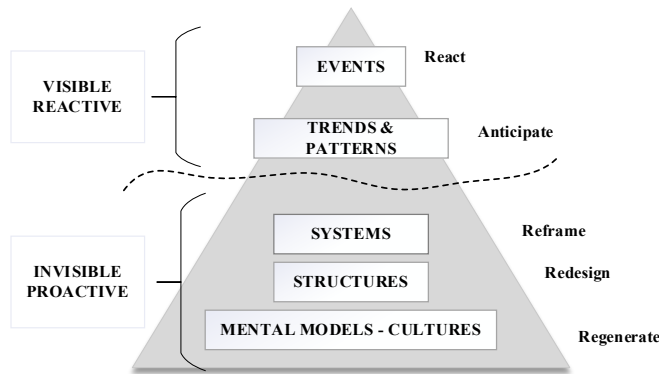 VISIBLE
REACTIVE
EVENTS
React
TRENDS &
PATTERNS
Anticipate
INVISIBLE
PROACTIVE
SYSTEMS
Reframe
STRUCTURES
Redesign
MENTAL MODELS - CULTURES
Regenerate